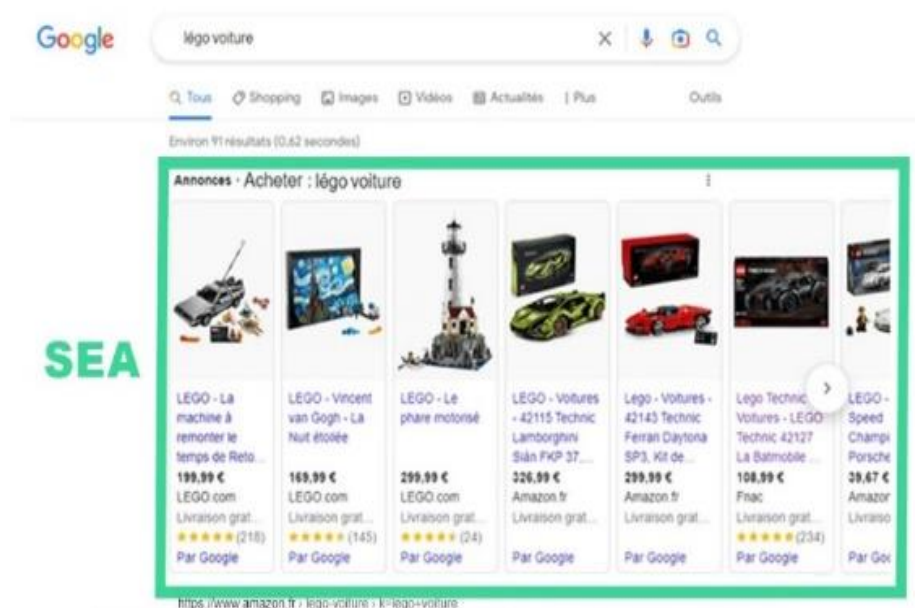 Google
légo voiture
Tous Shopping Images Vidéos Actualités | Plus Outils
Environ 91 résultats (0,62 secondes)
Annonces · Acheter : légo voiture
SEA
LEGO - La
machine à
remonter le
temps de Reto...
199,99 €
LEGO.com
Livraison grat...
(218)
Par Google
LEGO - Vincent
van Gogh - La
Nuit étoilée
169,99 €
LEGO.com
Livraison grat...
(145)
Par Google
LEGO - Le
phare motorisé
299,99 €
LEGO.com
Livraison grat...
(24)
Par Google
LEGO - Voitures
- 42115 Technic
Lamborghini
Sián FKP 37,...
326,99 €
Amazon.fr
Livraison grat...
Par Google
Lego - Voitures -
42143 Technic
Ferrari Daytona
SP3, Kit de...
299,99 €
Amazon.fr
Livraison grat...
Par Google
Lego Technic
Voitures - LEGO
Technic 42127
La Batmobile ...
108,99 €
Fnac
Livraison grat...
(234)
Par Google
LEGO -
Speed
Champi
Porsche
39,67 €
Amazor
Livraiso
Par Goo
https://www.amazon.fr › lego-voiture › k=lego+voiture